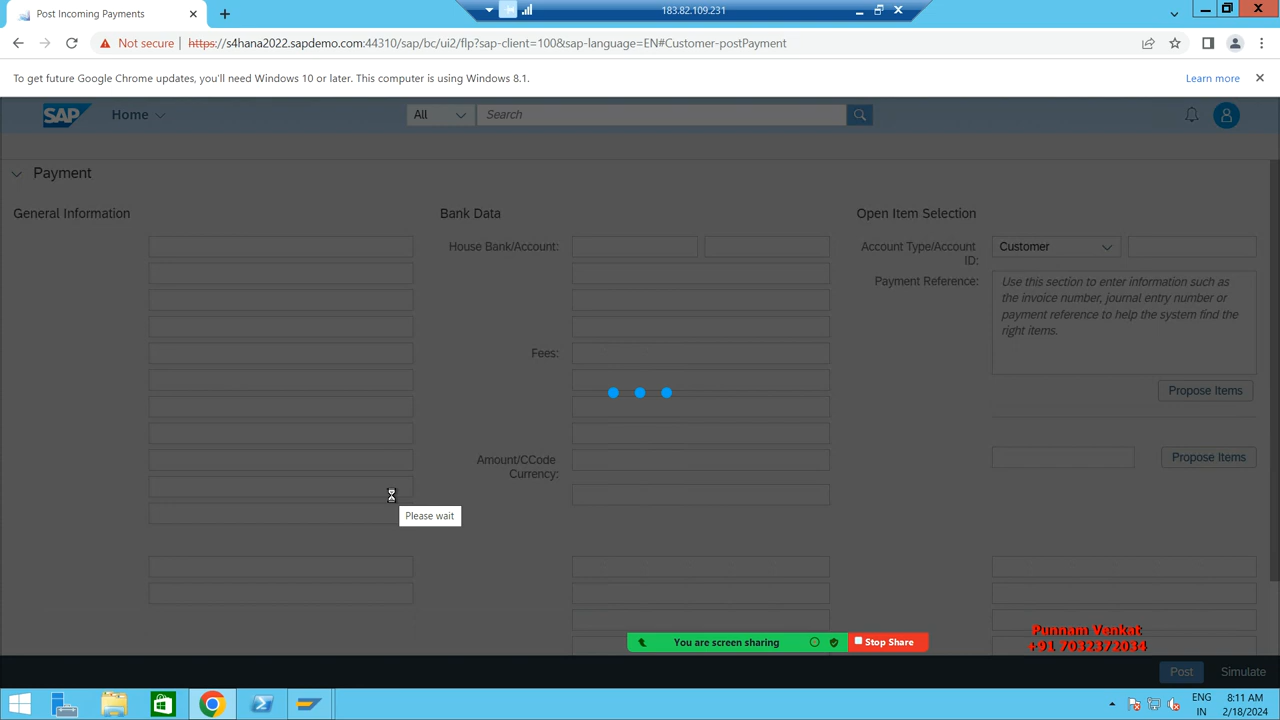 Post Incoming Payments
183.82.109.231
Not secure
https://s4hana2022.sapdemo.com:44310/sap/bc/ui2/flp?sap-client=100&sap-language=EN#Customer-postPayment
To get future Google Chrome updates, you'll need Windows 10 or later. This computer is using Windows 8.1.
Learn more
SAP
Home
All
Search
Payment
General Information
Bank Data
Open Item Selection
House Bank/Account:
Account Type/Account
ID:
Customer
Payment Reference:
Use this section to enter information such as
the invoice number, journal entry number or
payment reference to help the system find the
right items.
Fees:
Propose Items
Amount/CCode
Currency:
Propose Items
Please wait
You are screen sharing
Stop Share
Punnam Venkat
+91 7032372034
Post
Simulate
ENG
IN
8:11 AM
2/18/2024